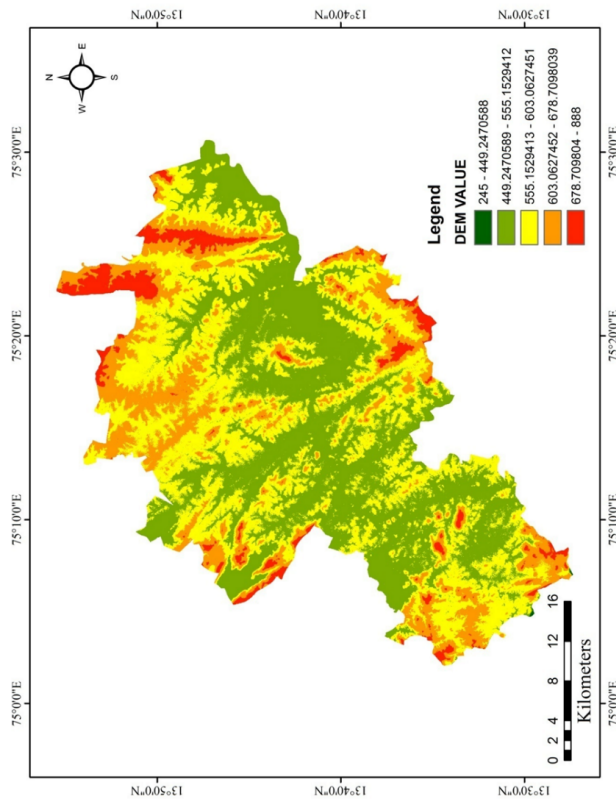 75°0'0"E
75°10'0"E
75°20'0"E
75°30'0"E
N
W
E
S
13°50'0"N
13°50'0"N
13°40'0"N
13°40'0"N
13°30'0"N
13°30'0"N
Legend
DEM VALUE
245 - 449.2470588
449.2470589 - 555.1529412
555.1529413 - 603.0627451
603.0627452 - 678.7098039
678.709804 - 888
0 2 4 8 12 16
Kilometers
75°0'0"E
75°10'0"E
75°20'0"E
75°30'0"E